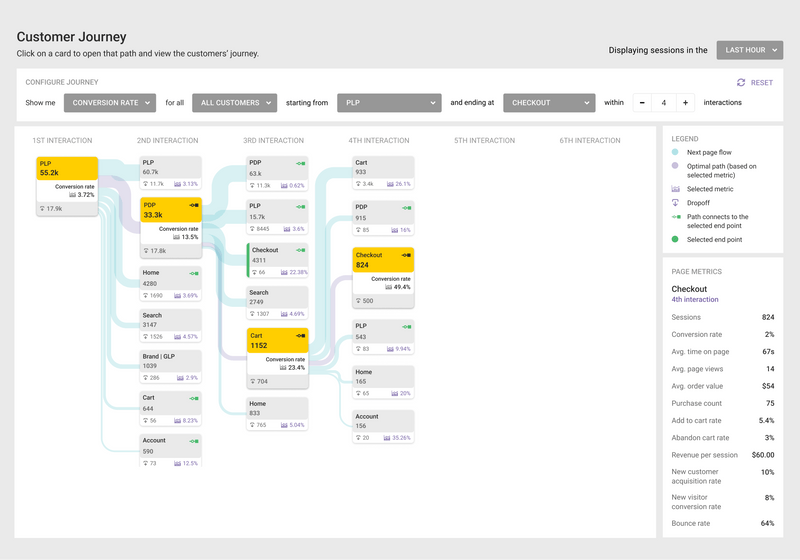 Customer Journey
Click on a card to open that path and view the customers' journey.
Displaying sessions in the
LAST HOUR
CONFIGURE JOURNEY
RESET
Show me
CONVERSION RATE
for all
ALL CUSTOMERS
starting from
PLP
and ending at
CHECKOUT
within
4
interactions
1ST INTERACTION
2ND INTERACTION
3RD INTERACTION
4TH INTERACTION
5TH INTERACTION
6TH INTERACTION
PLP
55.2k
Conversion rate
3.72%
17.9k
PLP
60.7k
11.7k 3.13%
PDP
33.3k
Conversion rate
13.5%
17.8k
Home
4280
1690 3.69%
Search
3147
1526 4.57%
Brand | GLP
1039
286 2.9%
Cart
644
56 8.23%
Account
590
73 12.5%
PDP
63.k
11.3k 0.62%
PLP
15.7k
8445 3.6%
Checkout
4311
66 22.38%
Search
2749
1307 4.69%
Cart
1152
Conversion rate
23.4%
704
Home
833
765 5.04%
Cart
933
3.4k 26.1%
PDP
915
85 16%
Checkout
824
Conversion rate
49.4%
500
PLP
543
83 9.94%
Home
165
65 20%
Account
156
20 35.26%
LEGEND
Next page flow
Optimal path (based on
selected metric)
Selected metric
Dropoff
Path connects to the
selected end point
Selected end point
PAGE METRICS
Checkout
4th interaction
Sessions 824
Conversion rate 2%
Avg. time on page 67s
Avg. page views 14
Avg. order value $54
Purchase count 75
Add to cart rate 5.4%
Abandon cart rate 3%
Revenue per session $60.00
New customer 10%
acquisition rate
New visitor 8%
conversion rate
Bounce rate 64%